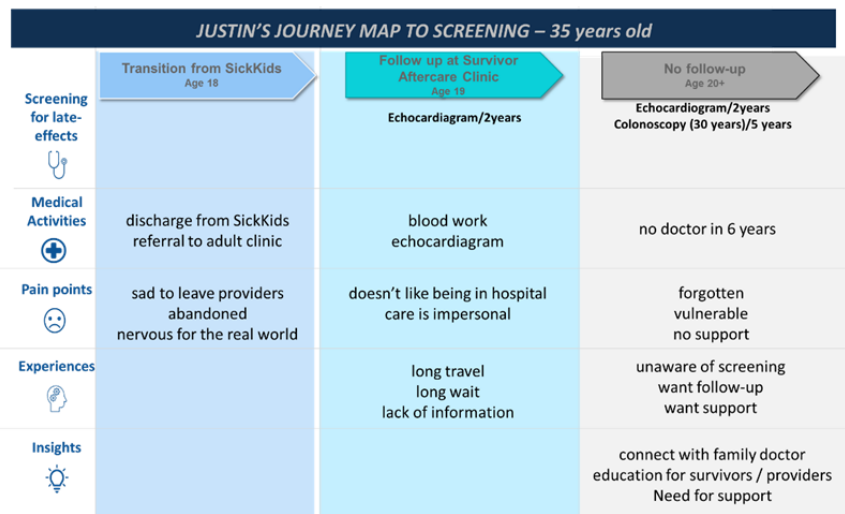 JUSTIN'S JOURNEY MAP TO SCREENING – 35 years old
Transition from SickKids
Age 18
Follow up at Survivor
Aftercare Clinic
Age 19
No follow-up
Age 20+
Screening
for late-
effects
Echocardiagram/2years
Echocardiagram/2years
Colonoscopy (30 years)/5 years
Medical
Activities
discharge from SickKids
referral to adult clinic
blood work
echocardiagram
no doctor in 6 years
Pain points
sad to leave providers
abandoned
nervous for the real world
doesn't like being in hospital
care is impersonal
forgotten
vulnerable
no support
Experiences
long travel
long wait
lack of information
unaware of screening
want follow-up
want support
Insights
connect with family doctor
education for survivors / providers
Need for support